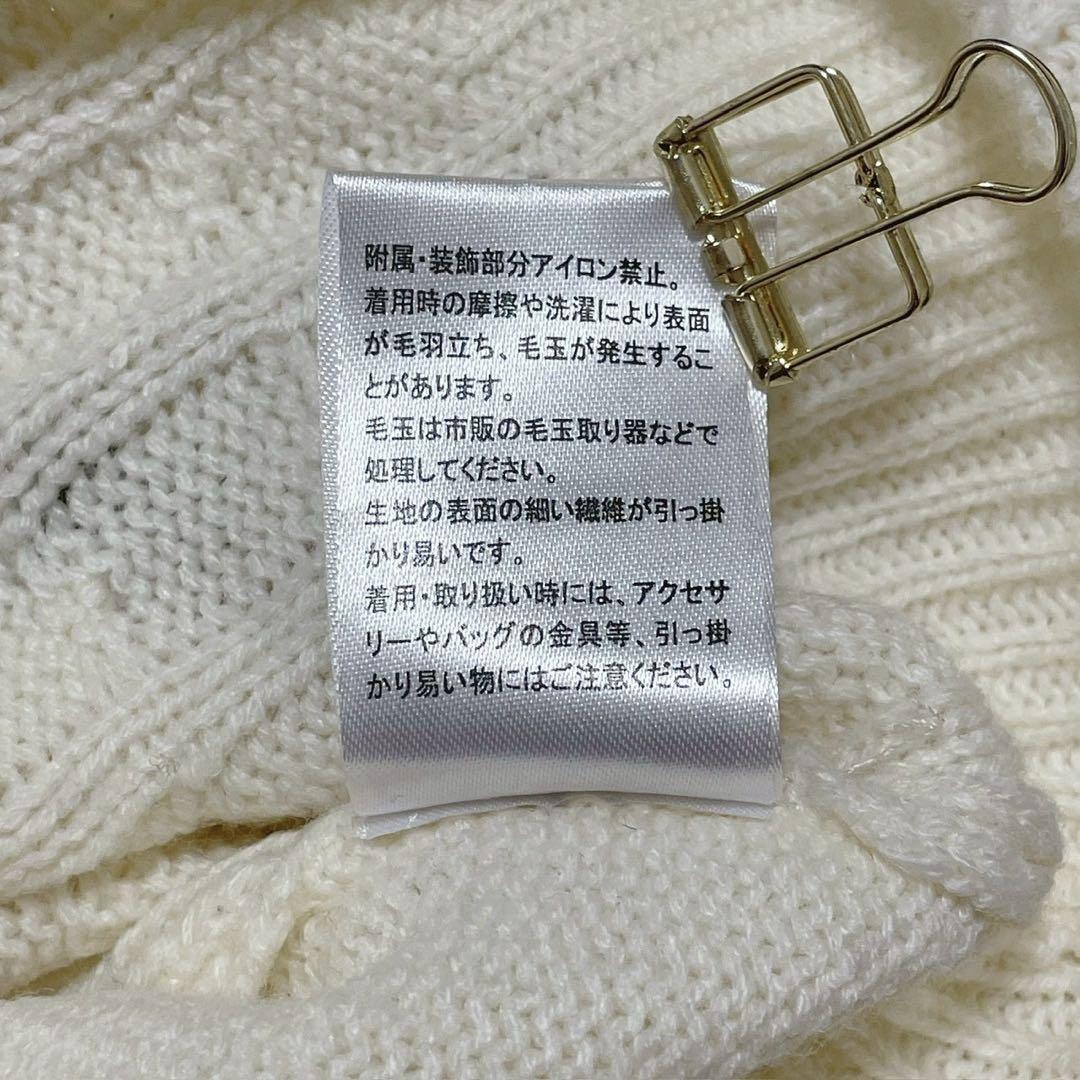 附属・装飾部分アイロン禁止。
着用時の摩擦や洗濯により表面
が毛羽立ち、毛玉が発生するこ
とがあります。
毛玉は市販の毛玉取り器などで
処理してください。
生地の表面の細い繊維が引っ掛
かり易いです。
着用・取り扱い時には、アクセサ
リーやバッグの金具等、引っ掛
かり易い物にはご注意ください。